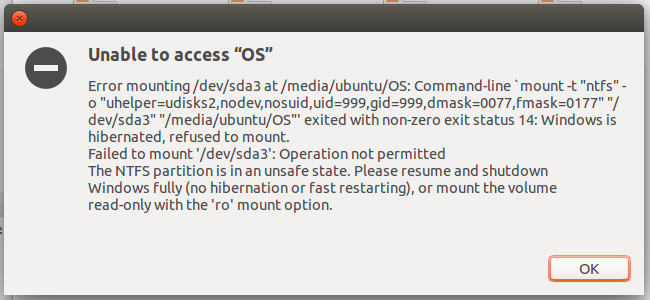 Unable to access “OS”
Error mounting /dev/sda3 at /media/ubuntu/OS: Command-line `mount -t "ntfs" -
o "uhelper=udisks2,nodev,nosuid,uid=999,gid=999,dmask=0077,fmask=0177" "/
dev/sda3" "/media/ubuntu/OS"' exited with non-zero exit status 14: Windows is
hibernated, refused to mount.
Failed to mount '/dev/sda3': Operation not permitted
The NTFS partition is in an unsafe state. Please resume and shutdown
Windows fully (no hibernation or fast restarting), or mount the volume
read-only with the 'ro' mount option.
OK